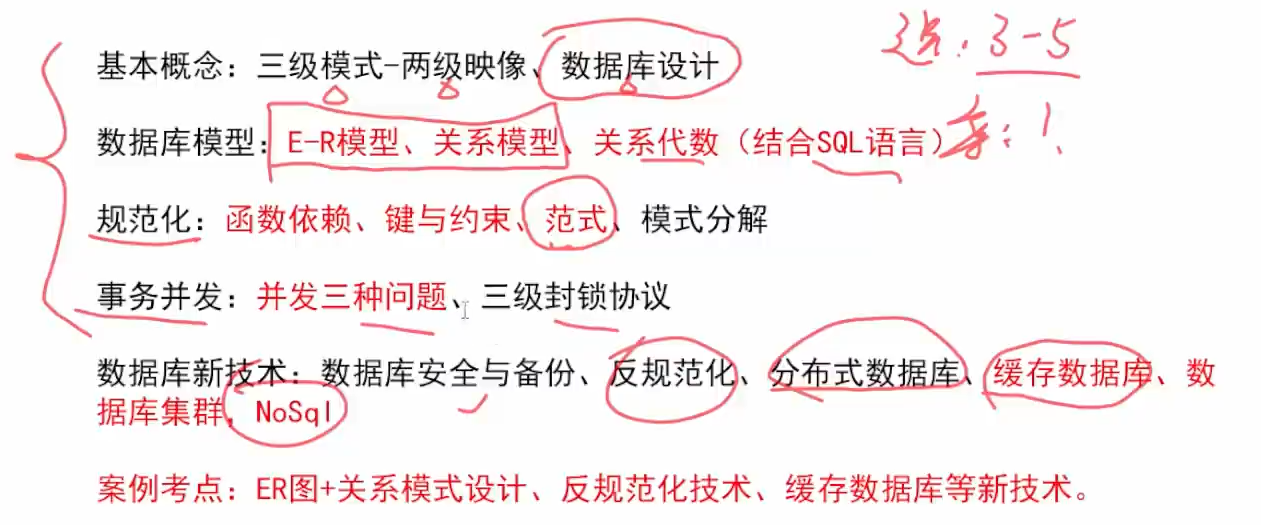 基本概念：三级模式-两级映像、数据库设计
选：3-5
数据库模型：E-R模型、关系模型、关系代数（结合SQL语言）
规范化：函数依赖、键与约束、范式、模式分解
事务并发：并发三种问题、三级封锁协议
数据库新技术：数据库安全与备份、反规范化、分布式数据库、缓存数据库、数
据库集群，NoSql
案例考点：ER图+关系模式设计、反规范化技术、缓存数据库等新技术。